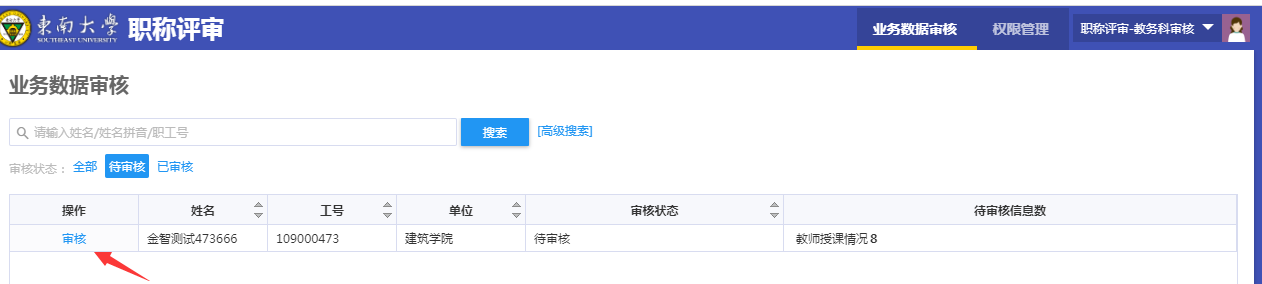 東南大學 职称评审 业务数据审核 权限管理 职称评审-教务科审核
SOUTHEAST UNIVERSITY
业务数据审核
请输入姓名/姓名拼音/职工号 搜索 [高级搜索]
审核状态： 全部 待审核 已审核
操作 姓名 工号 单位 审核状态 待审核信息数
审核 金智测试473666 109000473 建筑学院 待审核 教师授课情况 8